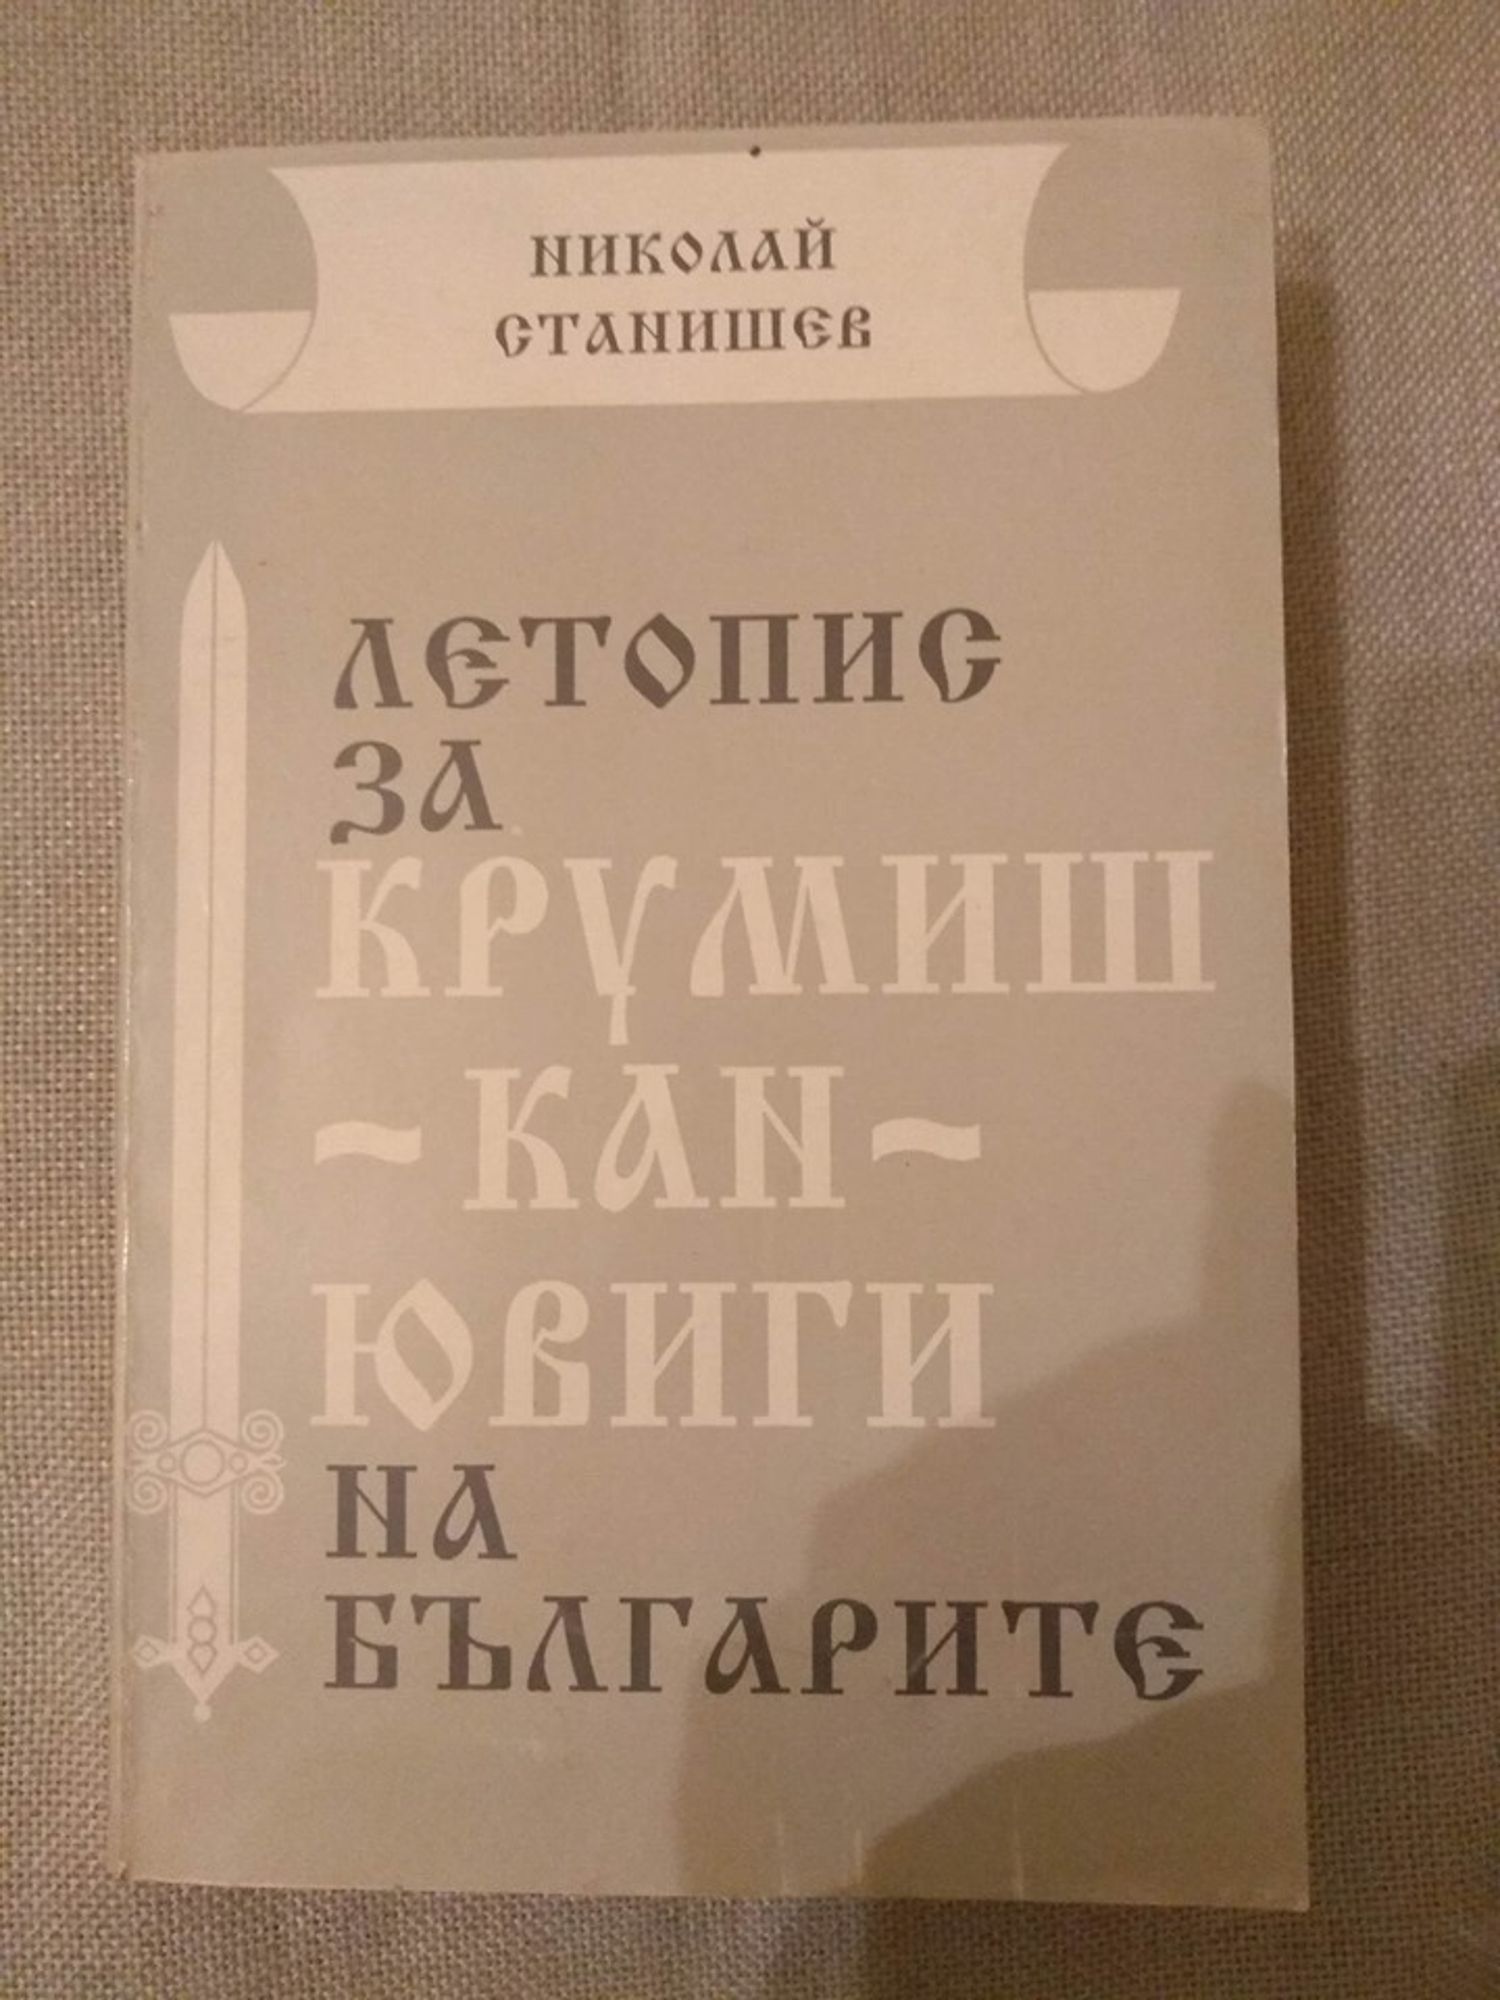 НИКОЛАЙ
СТАНИШЕВ
ЛЕТОПИС
ЗА
КРУМИШ
-КАН-
ЮВИГИ
НА
БЪЛГАРИТЕ